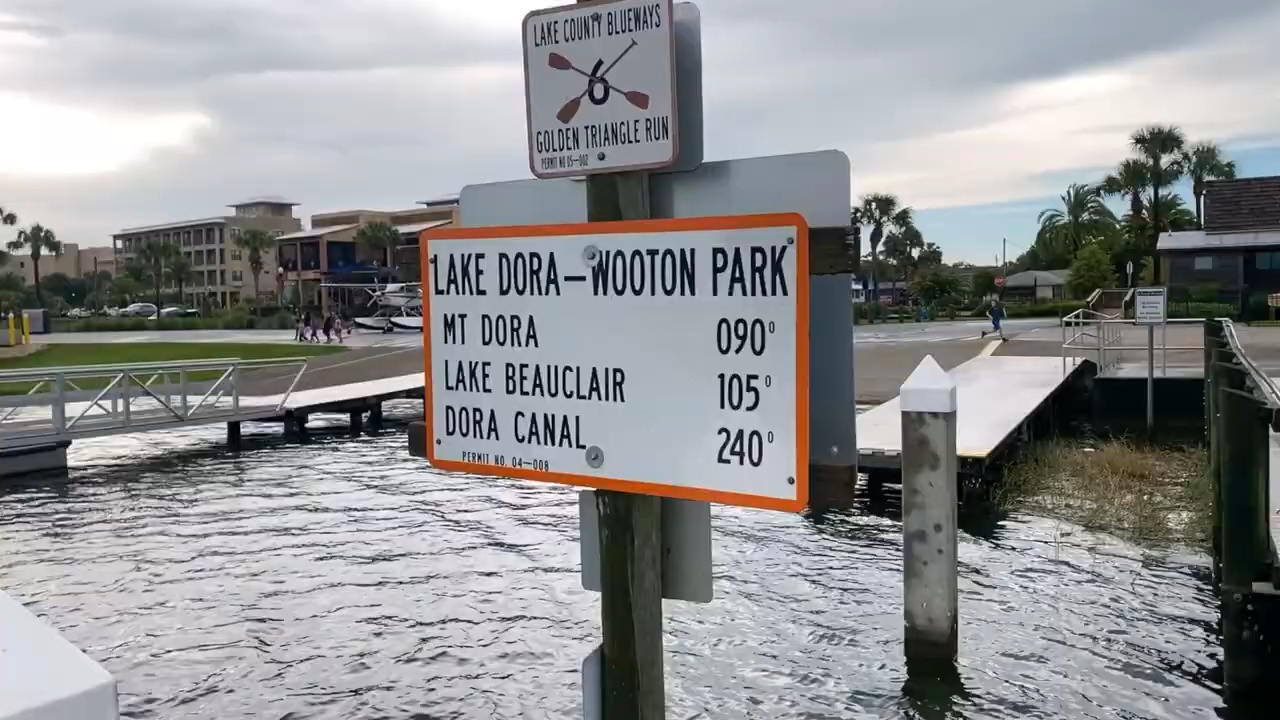 LAKE COUNTY BLUEWAYS
6
GOLDEN TRIANGLE RUN
PERMIT NO 05-002
LAKE DORA—WOOTON PARK
MT DORA 090°
LAKE BEAUCLAIR 105°
DORA CANAL 240°
PERMIT NO. 04-008